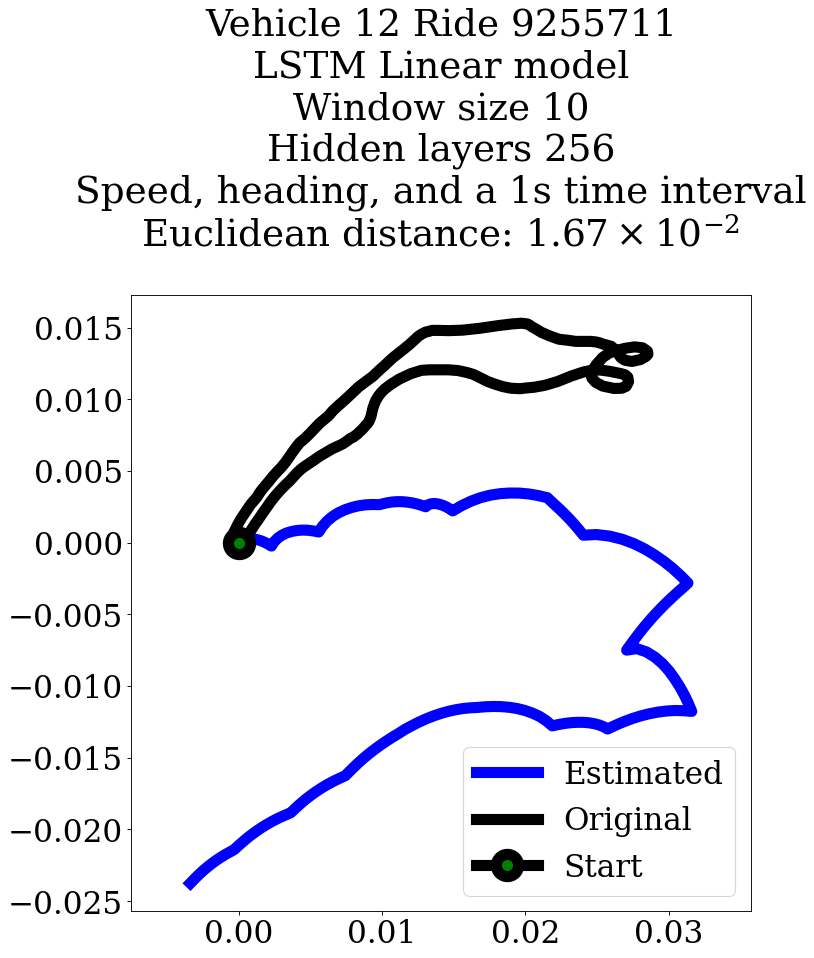 Vehicle 12 Ride 9255711
LSTM Linear model
Window size 10
Hidden layers 256
Speed, heading, and a 1s time interval
Euclidean distance: 1.67 × 10⁻²
0.015
0.010
0.005
0.000
−0.005
−0.010
−0.015
−0.020
−0.025
Estimated
Original
Start
0.00 0.01 0.02 0.03